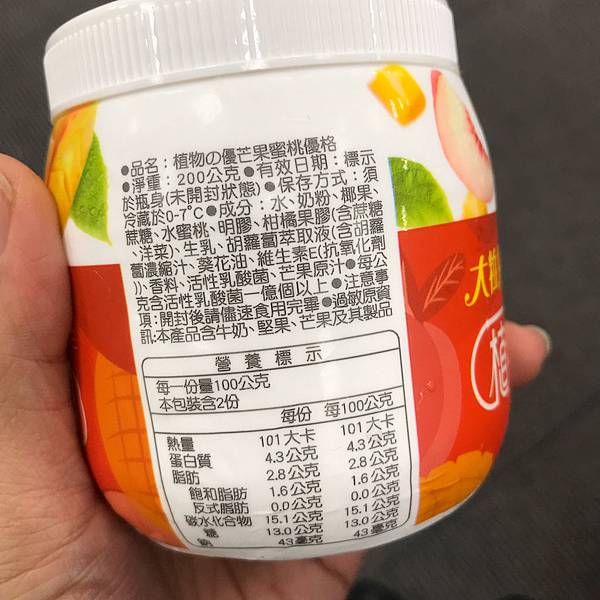 ●品名：植物の優芒果蜜桃優格
●淨重：200公克●有效日期：標示
於瓶身(未開封狀態)●保存方式：須
冷藏於0-7°C●成分：水、奶粉、椰果、
蔗糖、水蜜桃、明膠、柑橘果膠(含蔗糖
、洋菜)、生乳、胡蘿蔔萃取液(含胡蘿
蔔濃縮汁、葵花油、維生素E(抗氧化劑
))、香料、活性乳酸菌、芒果原汁●每公
克含活性乳酸菌一億個以上●注意事
項：開封後請儘速食用完畢●過敏原資
訊:本產品含牛奶、堅果、芒果及其製品
營養標示
每一份量100公克
本包裝含2份
每份 每100公克
熱量 101大卡 101大卡
蛋白質 4.3公克 4.3公克
脂肪 2.8公克 2.8公克
飽和脂肪 1.6公克 1.6公克
反式脂肪 0.0公克 0.0公克
碳水化合物 15.1公克 15.1公克
糖 13.0公克 13.0公克
鈉 43毫克 43毫克
大
植